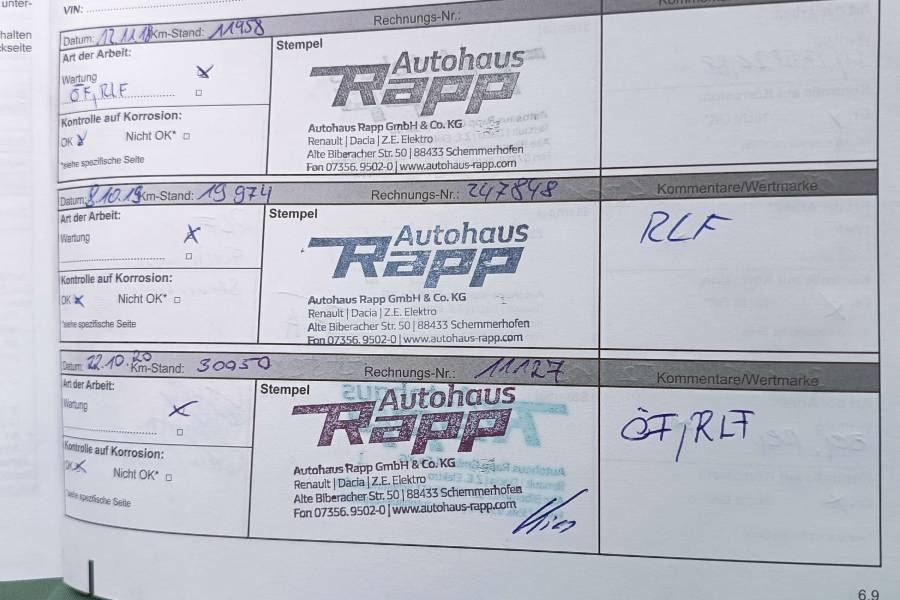 unter-
halten
ckseite
VIN:
Datum: 12.11.18 Km-Stand: 11958 Rechnungs-Nr.:
Art der Arbeit:
Wartung
ÖF, RLF
Kontrolle auf Korrosion:
OK Nicht OK*
*siehe spezifische Seite
Stempel
Autohaus
Rapp
Autohaus Rapp GmbH & Co. KG
Renault | Dacia | Z.E. Elektro
Alte Biberacher Str. 50 | 88433 Schemmerhofen
Fon 07356. 9502-0 | www.autohaus-rapp.com
Datum: 8.10.19 Km-Stand: 19974 Rechnungs-Nr.: 247848 Kommentare/Wertmarke
Art der Arbeit:
Wartung
Kontrolle auf Korrosion:
OK Nicht OK*
*siehe spezifische Seite
Stempel
Autohaus
Rapp
Autohaus Rapp GmbH & Co. KG
Renault | Dacia | Z.E. Elektro
Alte Biberacher Str. 50 | 88433 Schemmerhofen
Fon 07356. 9502-0 | www.autohaus-rapp.com
RLF
Datum: 22.10.20 Km-Stand: 30950 Rechnungs-Nr.: 11127 Kommentare/Wertmarke
Art der Arbeit:
Wartung
Kontrolle auf Korrosion:
OK Nicht OK*
*siehe spezifische Seite
Stempel
Autohaus
Rapp
Autohaus Rapp GmbH & Co. KG
Renault | Dacia | Z.E. Elektro
Alte Biberacher Str. 50 | 88433 Schemmerhofen
Fon 07356. 9502-0 | www.autohaus-rapp.com
ÖF, RLF
6.9